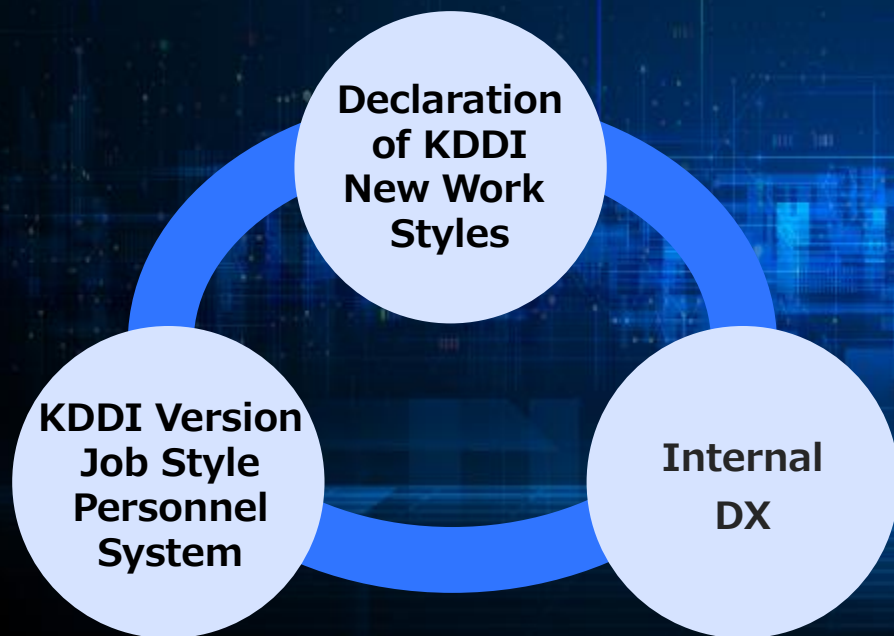 Declaration
of KDDI
New Work
Styles
KDDI Version
Job Style
Personnel
System
Internal
DX